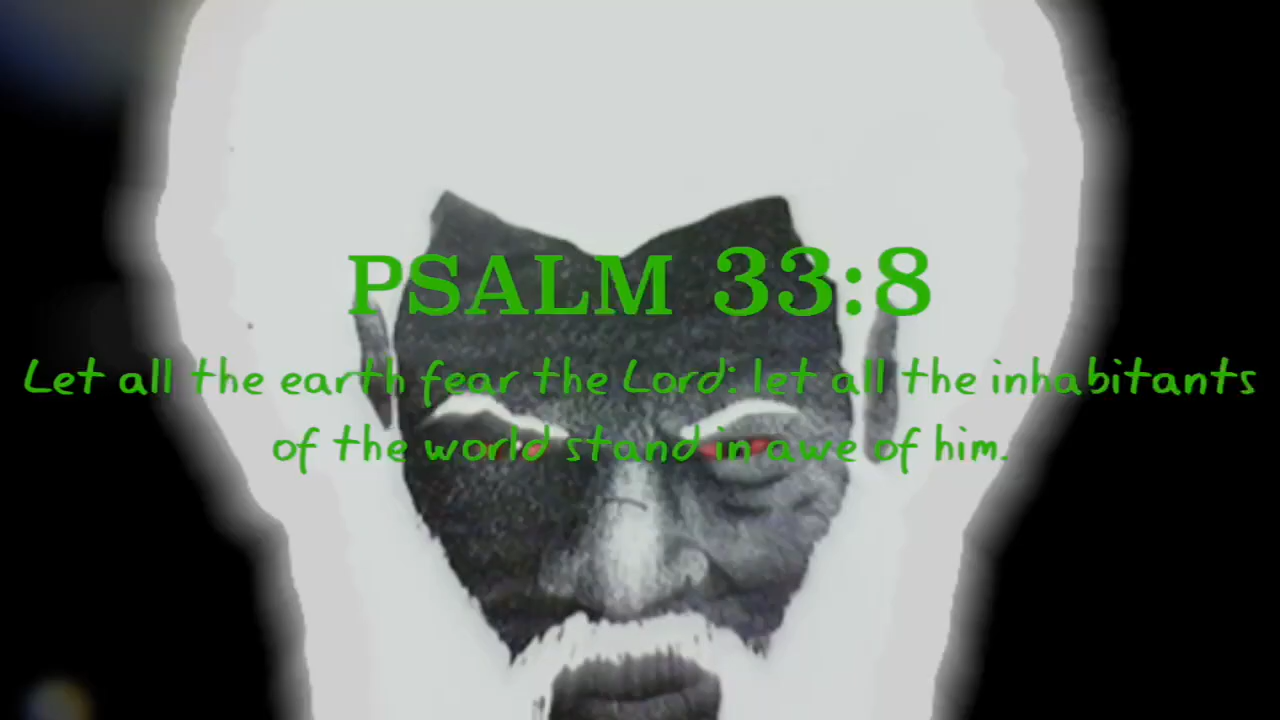 PSALM 33:8
Let all the earth fear the Lord: let all the inhabitants
of the world stand in awe of him.